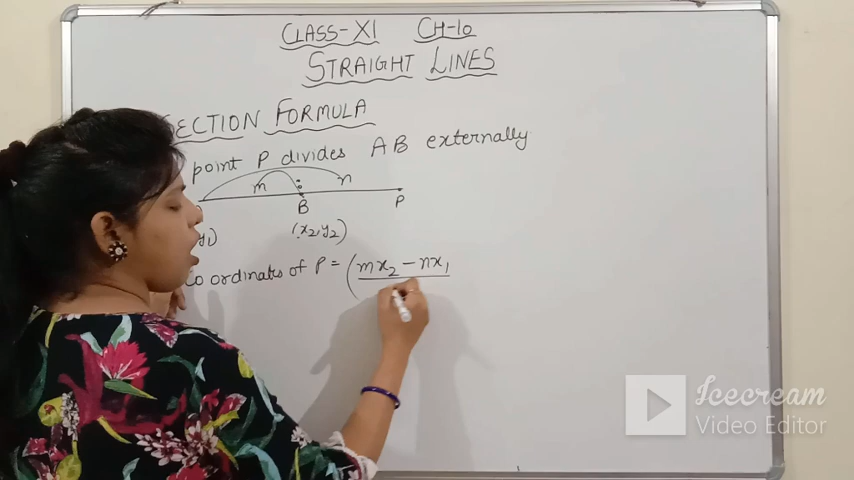 CLASS-XI CH-10
STRAIGHT LINES
SECTION FORMULA
point P divides AB externally
m : n
B P
y1) (x2,y2)
Co ordinates of P = (mx2 - nx1
Icecream
Video Editor